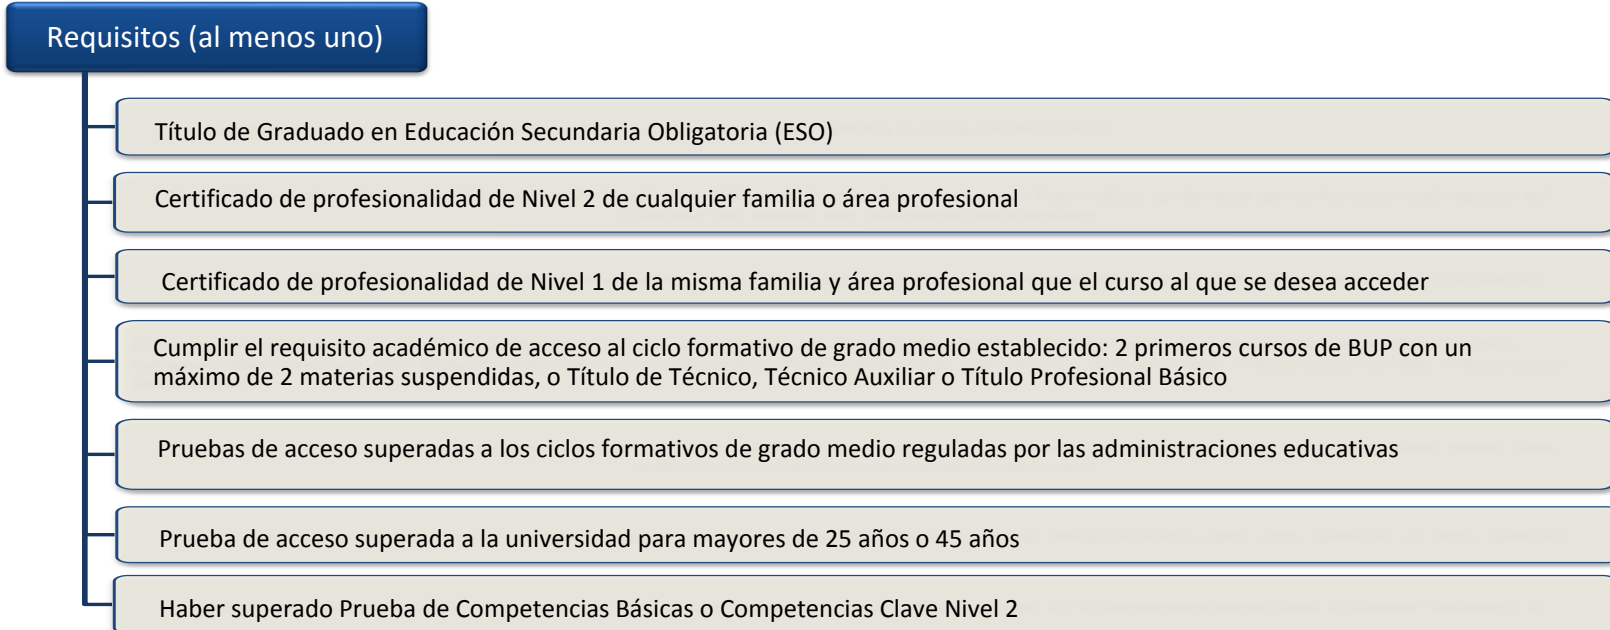 Requisitos (al menos uno)
Título de Graduado en Educación Secundaria Obligatoria (ESO)
Certificado de profesionalidad de Nivel 2 de cualquier familia o área profesional
Certificado de profesionalidad de Nivel 1 de la misma familia y área profesional que el curso al que se desea acceder
Cumplir el requisito académico de acceso al ciclo formativo de grado medio establecido: 2 primeros cursos de BUP con un
máximo de 2 materias suspendidas, o Título de Técnico, Técnico Auxiliar o Título Profesional Básico
Pruebas de acceso superadas a los ciclos formativos de grado medio reguladas por las administraciones educativas
Prueba de acceso superada a la universidad para mayores de 25 años o 45 años
Haber superado Prueba de Competencias Básicas o Competencias Clave Nivel 2